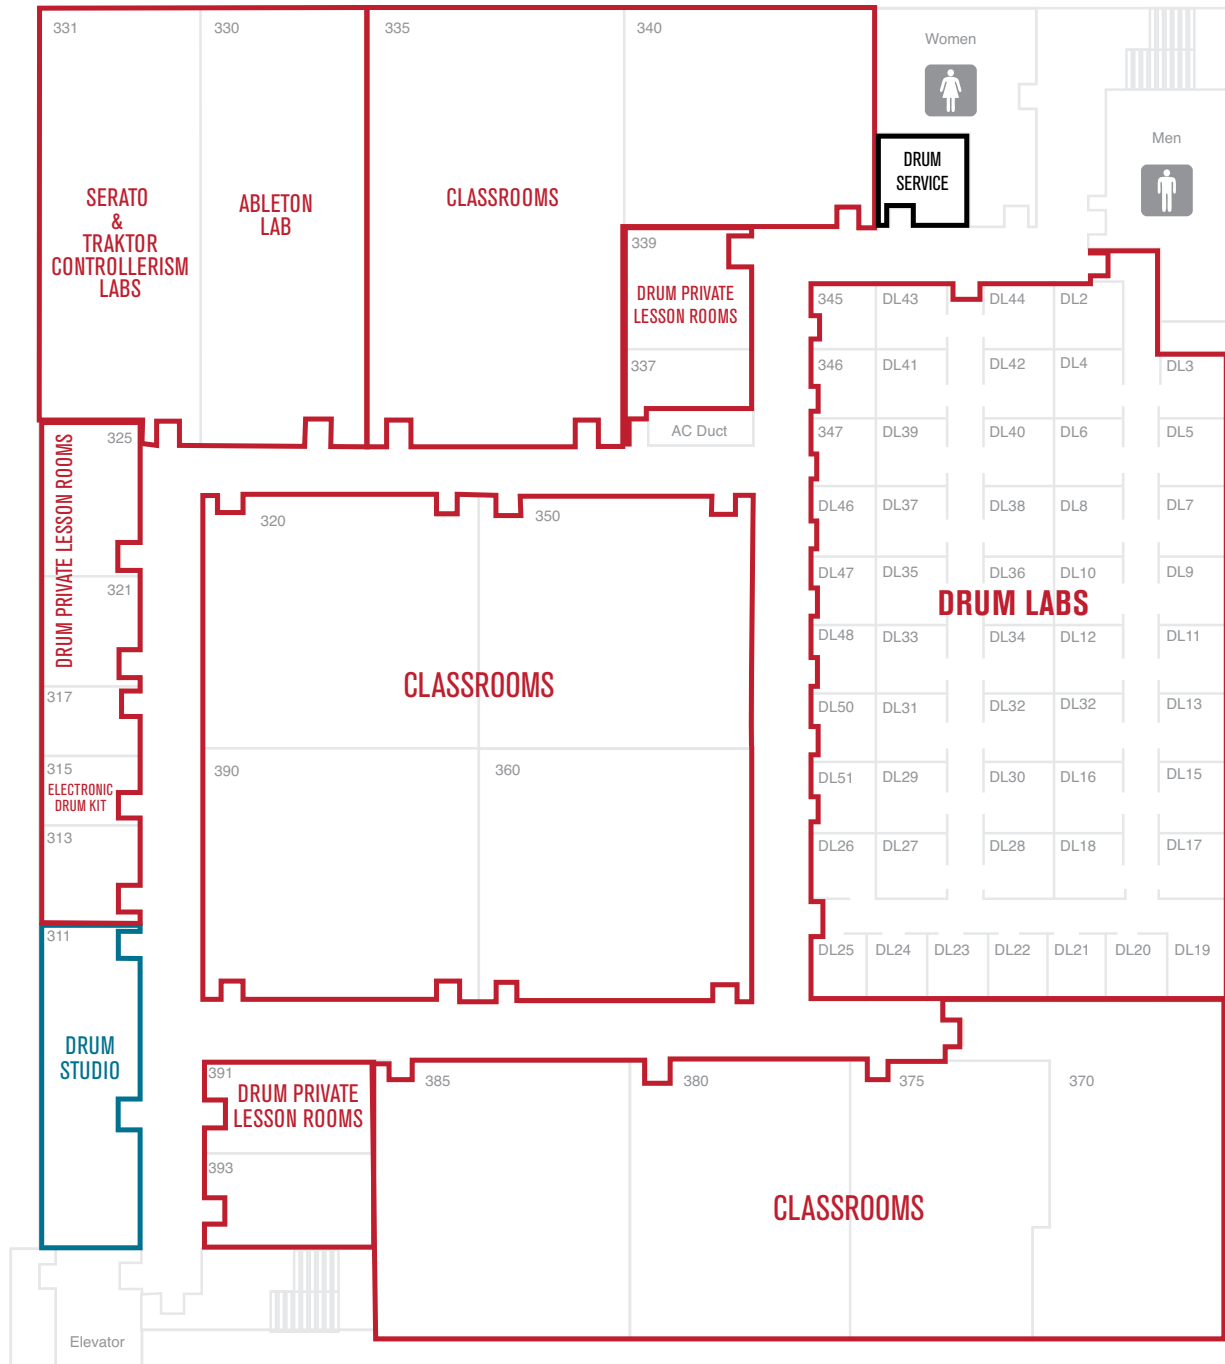 331
330
335
340
Women
Men
DRUM
SERVICE
SERATO
&
TRAKTOR
CONTROLLERISM
LABS
ABLETON
LAB
CLASSROOMS
339
DRUM PRIVATE
LESSON ROOMS
337
AC Duct
345 DL43 DL44 DL2
346 DL41 DL42 DL4 DL3
347 DL39 DL40 DL6 DL5
DL46 DL37 DL38 DL8 DL7
DL47 DL35 DL36 DL10 DL9
DRUM LABS
DL48 DL33 DL34 DL12 DL11
DL50 DL31 DL32 DL32 DL13
DL51 DL29 DL30 DL16 DL15
DL26 DL27 DL28 DL18 DL17
DL25 DL24 DL23 DL22 DL21 DL20 DL19
325
DRUM PRIVATE LESSON ROOMS
321
317
315
ELECTRONIC
DRUM KIT
313
320
350
CLASSROOMS
390
360
311
DRUM
STUDIO
391
DRUM PRIVATE
LESSON ROOMS
393
385
380
375
370
CLASSROOMS
Elevator